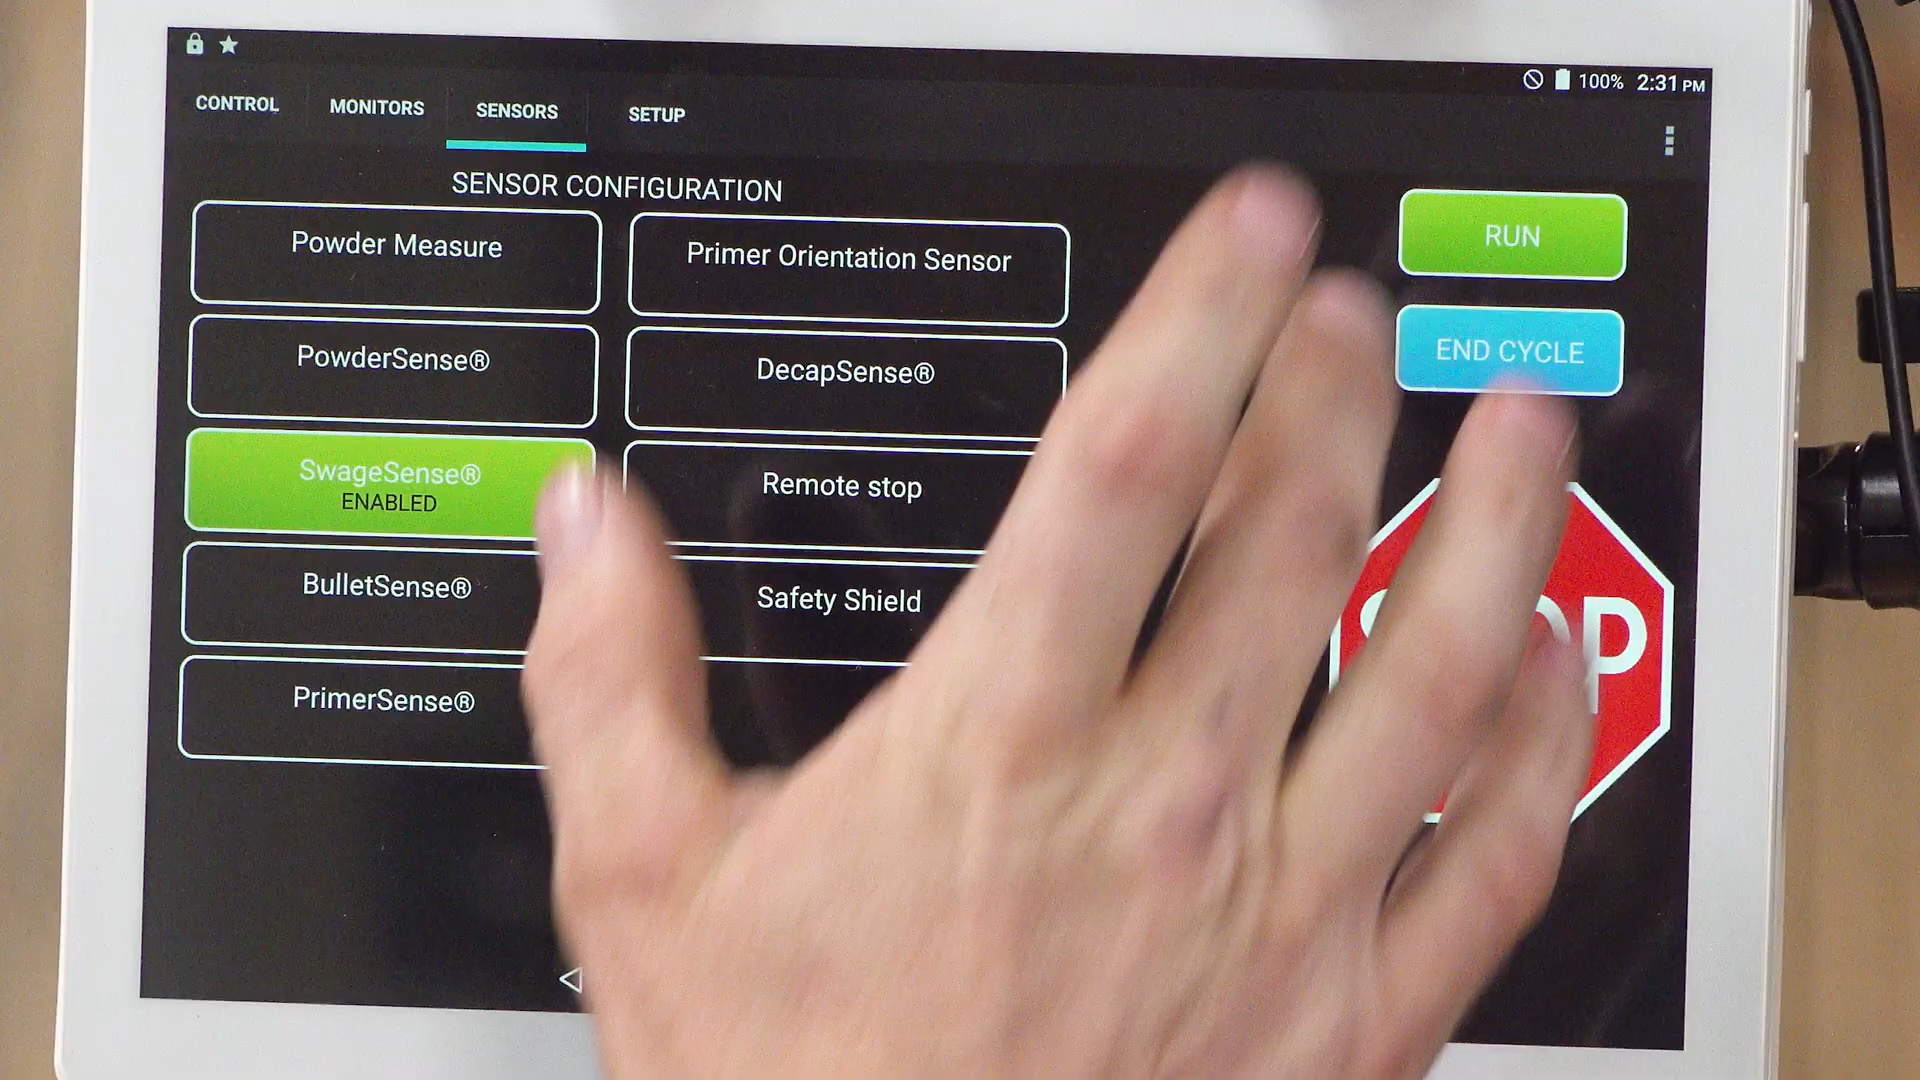 100% 2:31 PM
CONTROL MONITORS SENSORS SETUP
SENSOR CONFIGURATION
Powder Measure
Primer Orientation Sensor
RUN
PowderSense®
DecapSense®
END CYCLE
SwageSense®
ENABLED
Remote stop
BulletSense®
Safety Shield
PrimerSense®